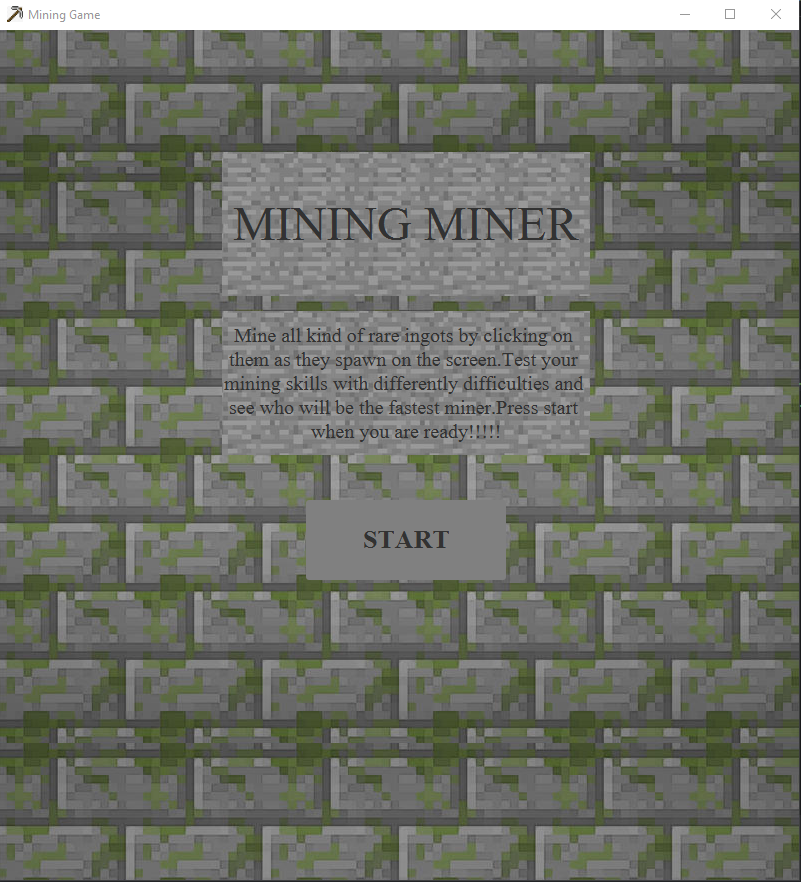 Mining Game
MINING MINER
Mine all kind of rare ingots by clicking on
them as they spawn on the screen.Test your
mining skills with differently difficulties and
see who will be the fastest miner.Press start
when you are ready!!!!!
START